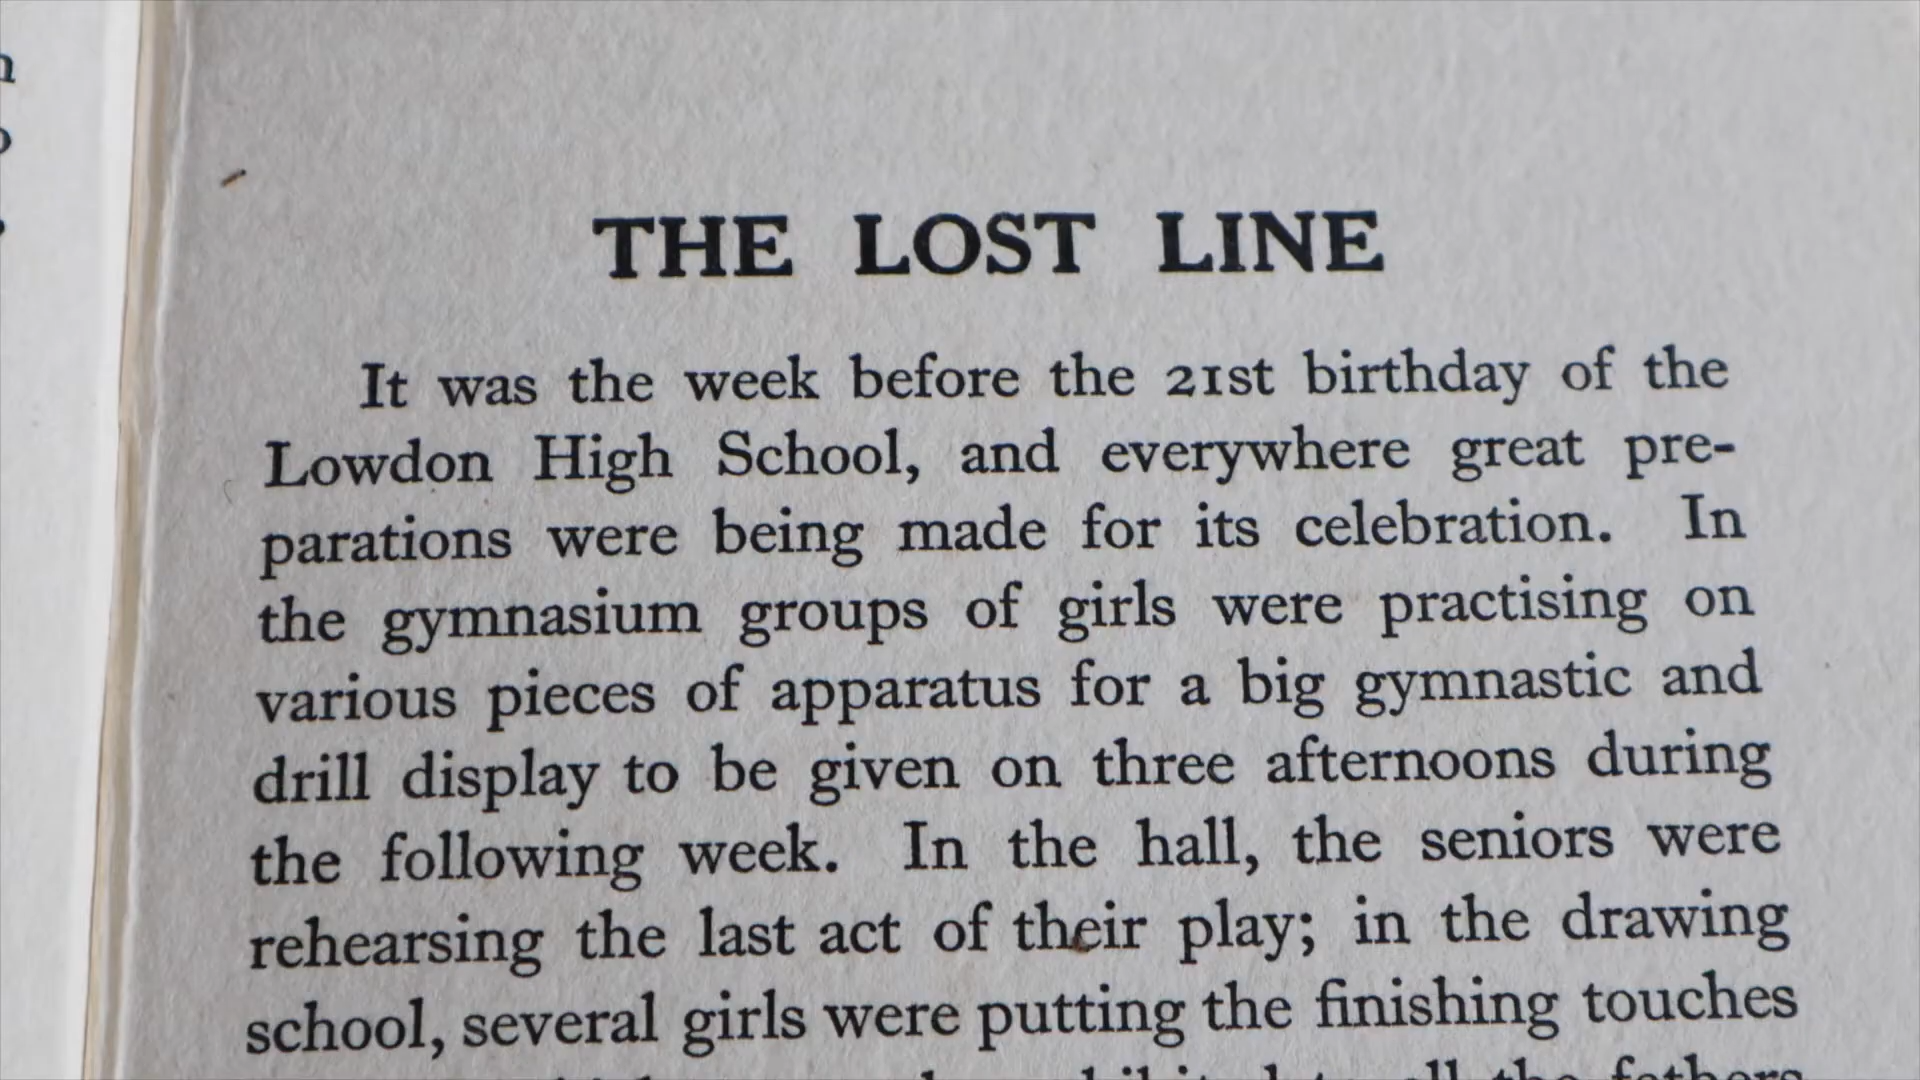 THE LOST LINE
It was the week before the 21st birthday of the
Lowdon High School, and everywhere great pre-
parations were being made for its celebration. In
the gymnasium groups of girls were practising on
various pieces of apparatus for a big gymnastic and
drill display to be given on three afternoons during
the following week. In the hall, the seniors were
rehearsing the last act of their play; in the drawing
school, several girls were putting the finishing touches
all the fathers